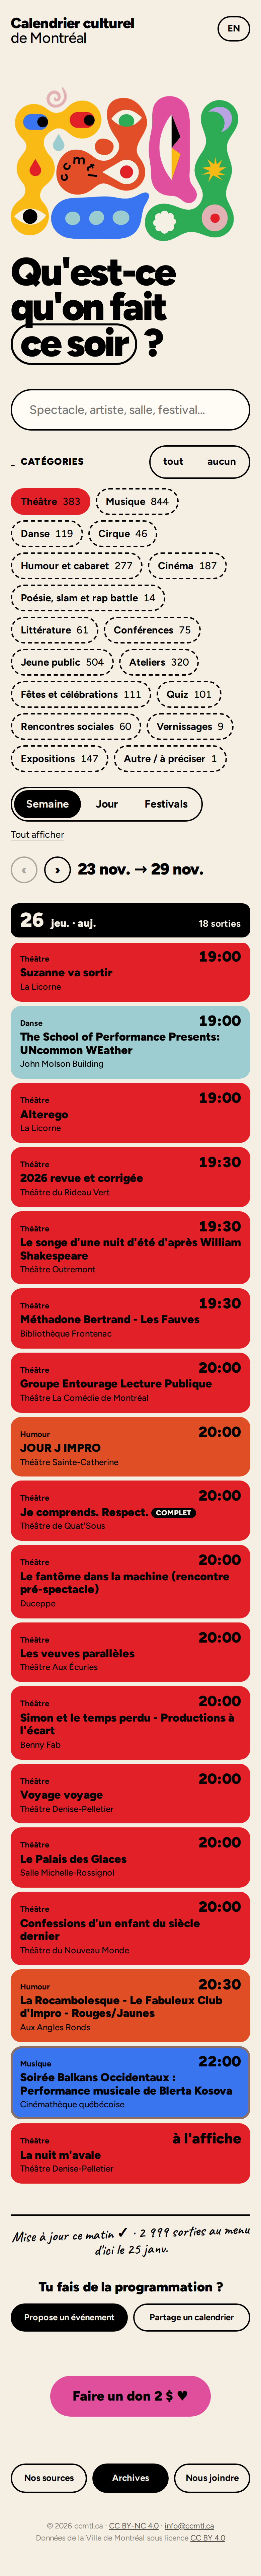 Calendrier culturel
de Montréal
EN
ccmtl
Qu'est-ce
qu'on fait
ce soir ?
Spectacle, artiste, salle, festival...
– CATÉGORIES
tout aucun
Théâtre 383 Musique 844
Danse 119 Cirque 46
Humour et cabaret 277 Cinéma 187
Poésie, slam et rap battle 14
Littérature 61 Conférences 75
Jeune public 504 Ateliers 320
Fêtes et célébrations 111 Quiz 101
Rencontres sociales 60 Vernissages 9
Expositions 147 Autre / à préciser 1
Semaine Jour Festivals
Tout afficher
‹ › 23 nov. → 29 nov.
26 jeu. · auj. 18 sorties
Théâtre 19:00
Suzanne va sortir
La Licorne
Danse 19:00
The School of Performance Presents:
UNcommon WEather
John Molson Building
Théâtre 19:00
Alterego
La Licorne
Théâtre 19:30
2026 revue et corrigée
Théâtre du Rideau Vert
Théâtre 19:30
Le songe d'une nuit d'été d'après William
Shakespeare
Théâtre Outremont
Théâtre 19:30
Méthadone Bertrand - Les Fauves
Bibliothèque Frontenac
Théâtre 20:00
Groupe Entourage Lecture Publique
Théâtre La Comédie de Montréal
Humour 20:00
JOUR J IMPRO
Théâtre Sainte-Catherine
Théâtre 20:00
Je comprends. Respect. COMPLET
Théâtre de Quat'Sous
Théâtre 20:00
Le fantôme dans la machine (rencontre
pré-spectacle)
Duceppe
Théâtre 20:00
Les veuves parallèles
Théâtre Aux Écuries
Théâtre 20:00
Simon et le temps perdu - Productions à
l'écart
Benny Fab
Théâtre 20:00
Voyage voyage
Théâtre Denise-Pelletier
Théâtre 20:00
Le Palais des Glaces
Salle Michelle-Rossignol
Théâtre 20:00
Confessions d'un enfant du siècle
dernier
Théâtre du Nouveau Monde
Humour 20:30
La Rocambolesque - Le Fabuleux Club
d'Impro - Rouges/Jaunes
Aux Angles Ronds
Musique 22:00
Soirée Balkans Occidentaux :
Performance musicale de Blerta Kosova
Cinémathèque québécoise
Théâtre à l'affiche
La nuit m'avale
Théâtre Denise-Pelletier
Mise à jour ce matin ✓ · 2 999 sorties au menu
d'ici le 25 janv.
Tu fais de la programmation ?
Propose un événement Partage un calendrier
Faire un don 2 $ ♥
Nos sources Archives Nous joindre
© 2026 ccmtl.ca · CC BY-NC 4.0 · info@ccmtl.ca
Données de la Ville de Montréal sous licence CC BY 4.0